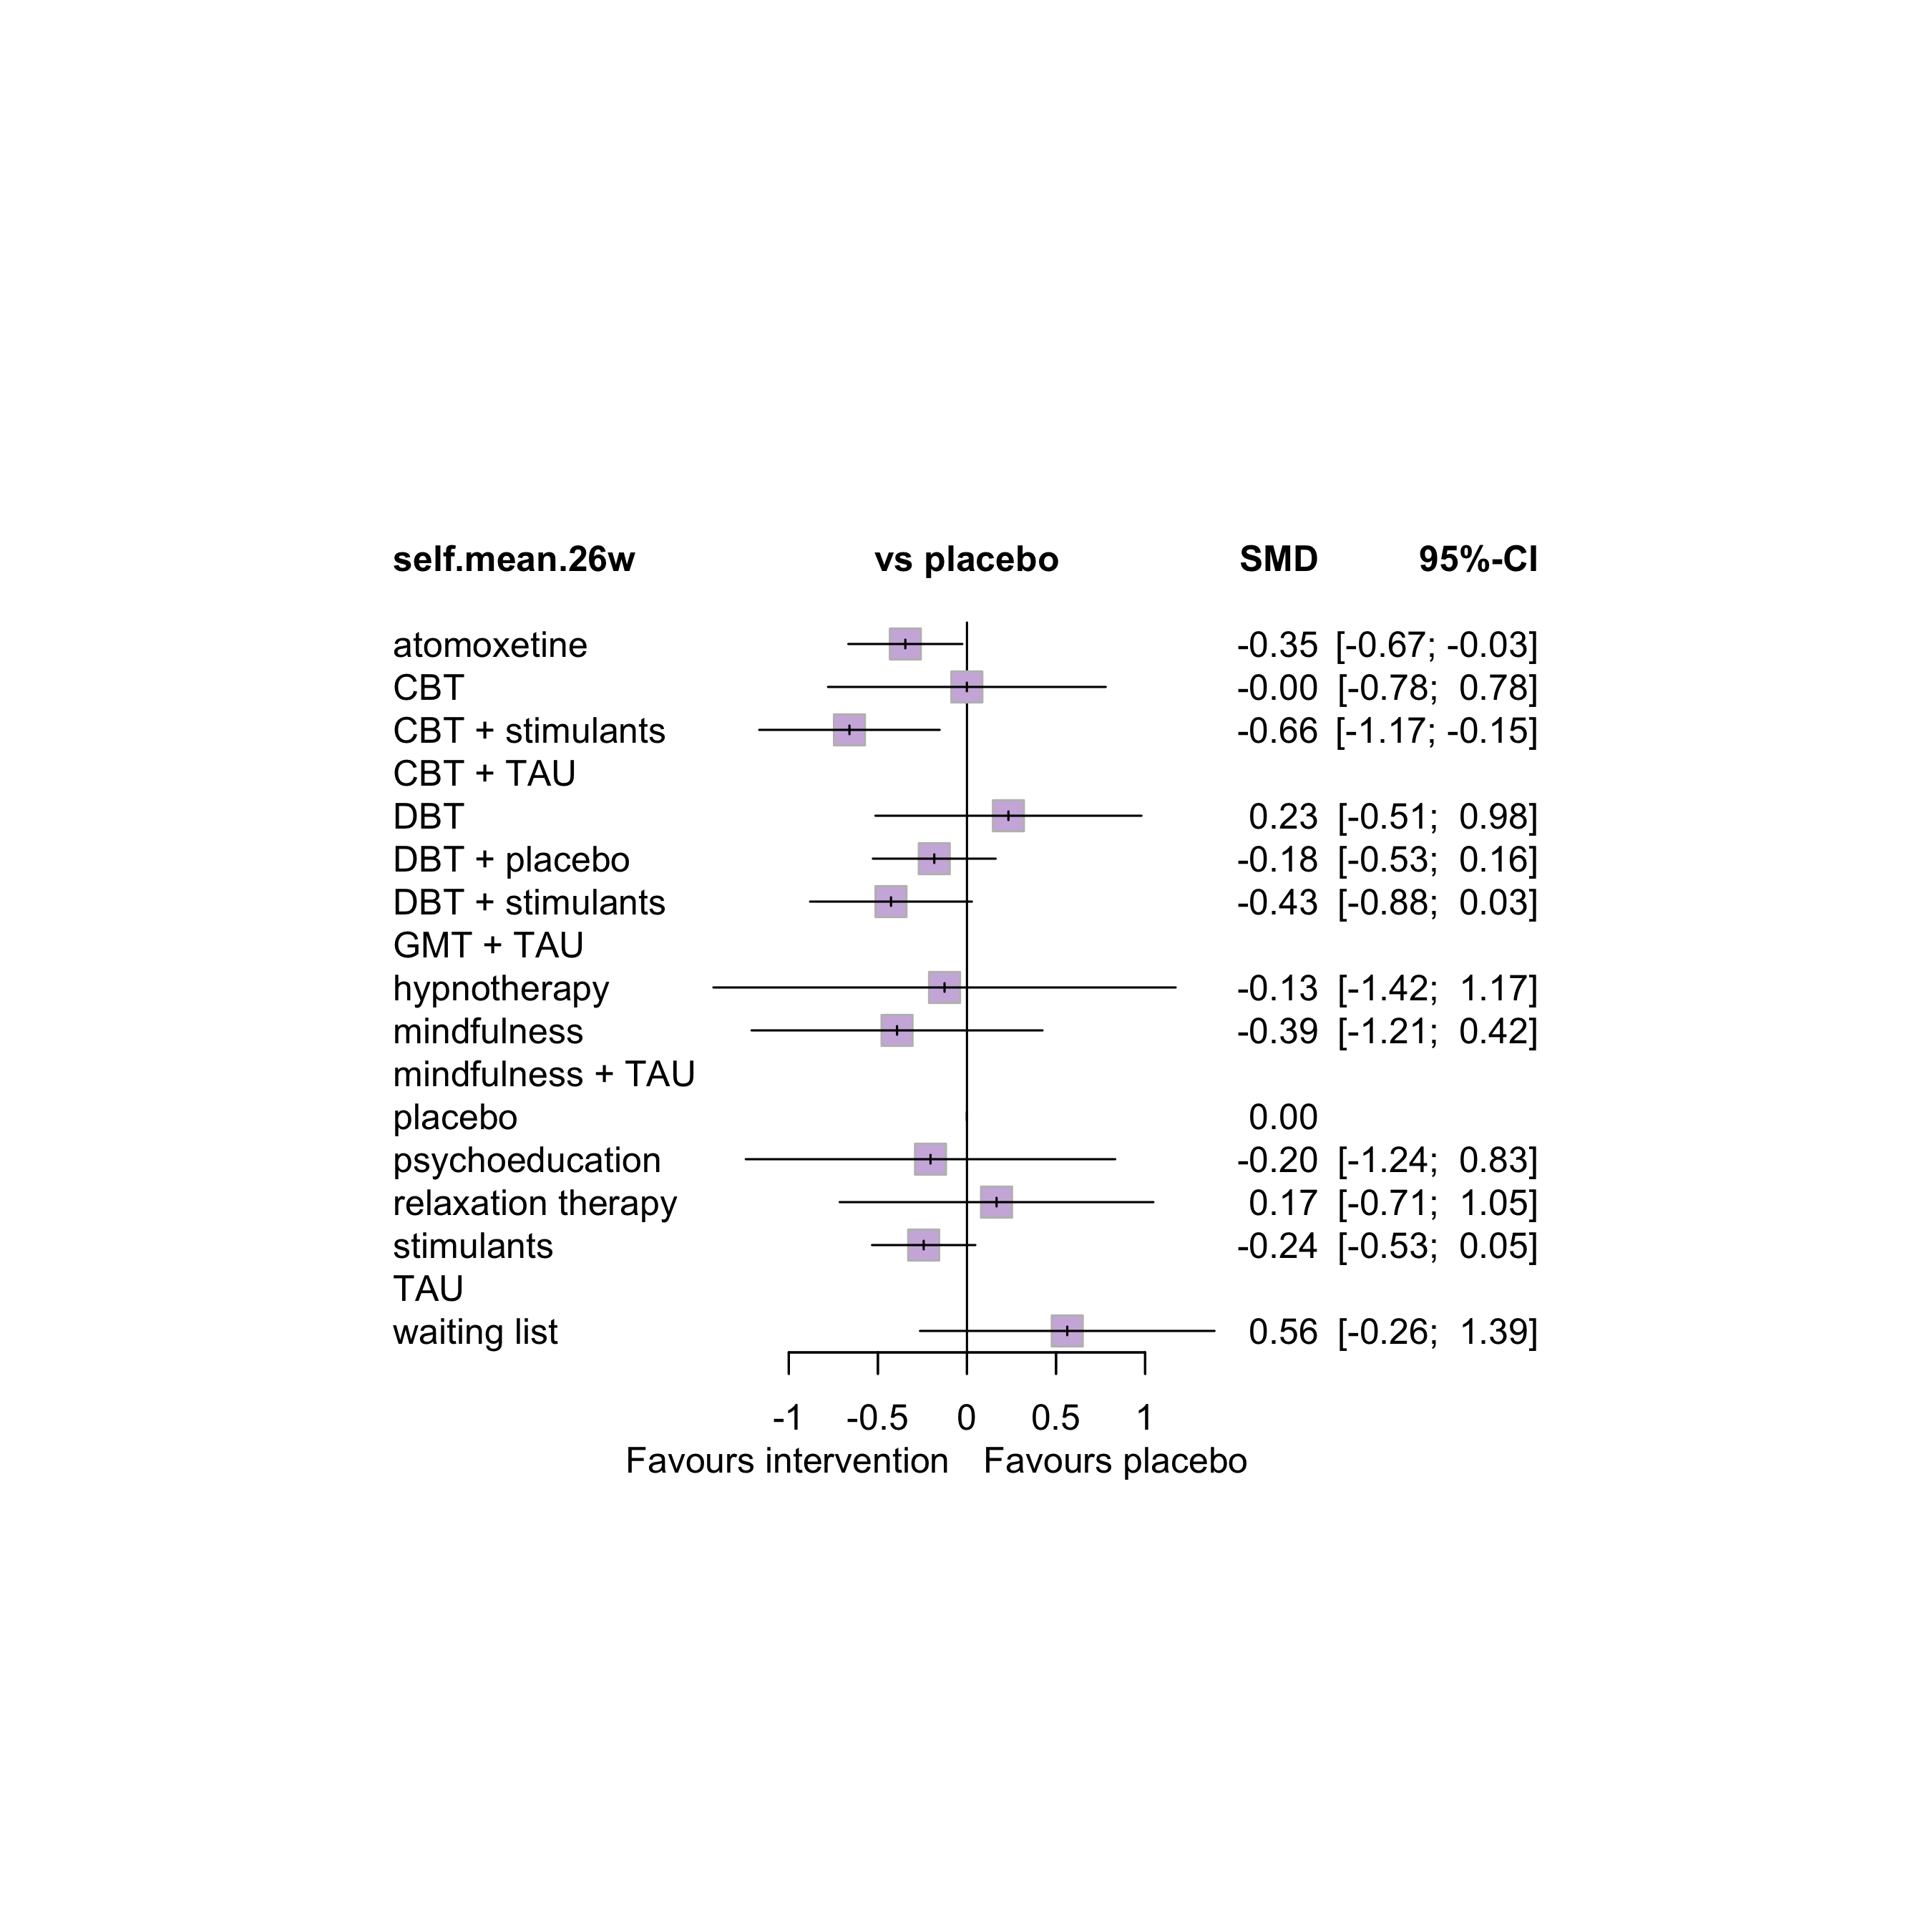 self.mean.26w vs placebo SMD 95%-CI
atomoxetine -0.35 [-0.67; -0.03]
CBT -0.00 [-0.78; 0.78]
CBT + stimulants -0.66 [-1.17; -0.15]
CBT + TAU
DBT 0.23 [-0.51; 0.98]
DBT + placebo -0.18 [-0.53; 0.16]
DBT + stimulants -0.43 [-0.88; 0.03]
GMT + TAU
hypnotherapy -0.13 [-1.42; 1.17]
mindfulness -0.39 [-1.21; 0.42]
mindfulness + TAU
placebo 0.00
psychoeducation -0.20 [-1.24; 0.83]
relaxation therapy 0.17 [-0.71; 1.05]
stimulants -0.24 [-0.53; 0.05]
TAU
waiting list 0.56 [-0.26; 1.39]
-1 -0.5 0 0.5 1
Favours intervention Favours placebo